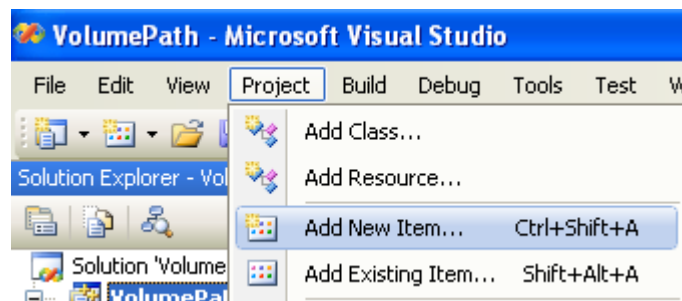 VolumePath - Microsoft Visual Studio
File Edit View Project Build Debug Tools Test
Add Class...
Add Resource...
Solution Explorer - Vol
Add New Item... Ctrl+Shift+A
Solution 'Volume
Add Existing Item... Shift+Alt+A
VolumePa